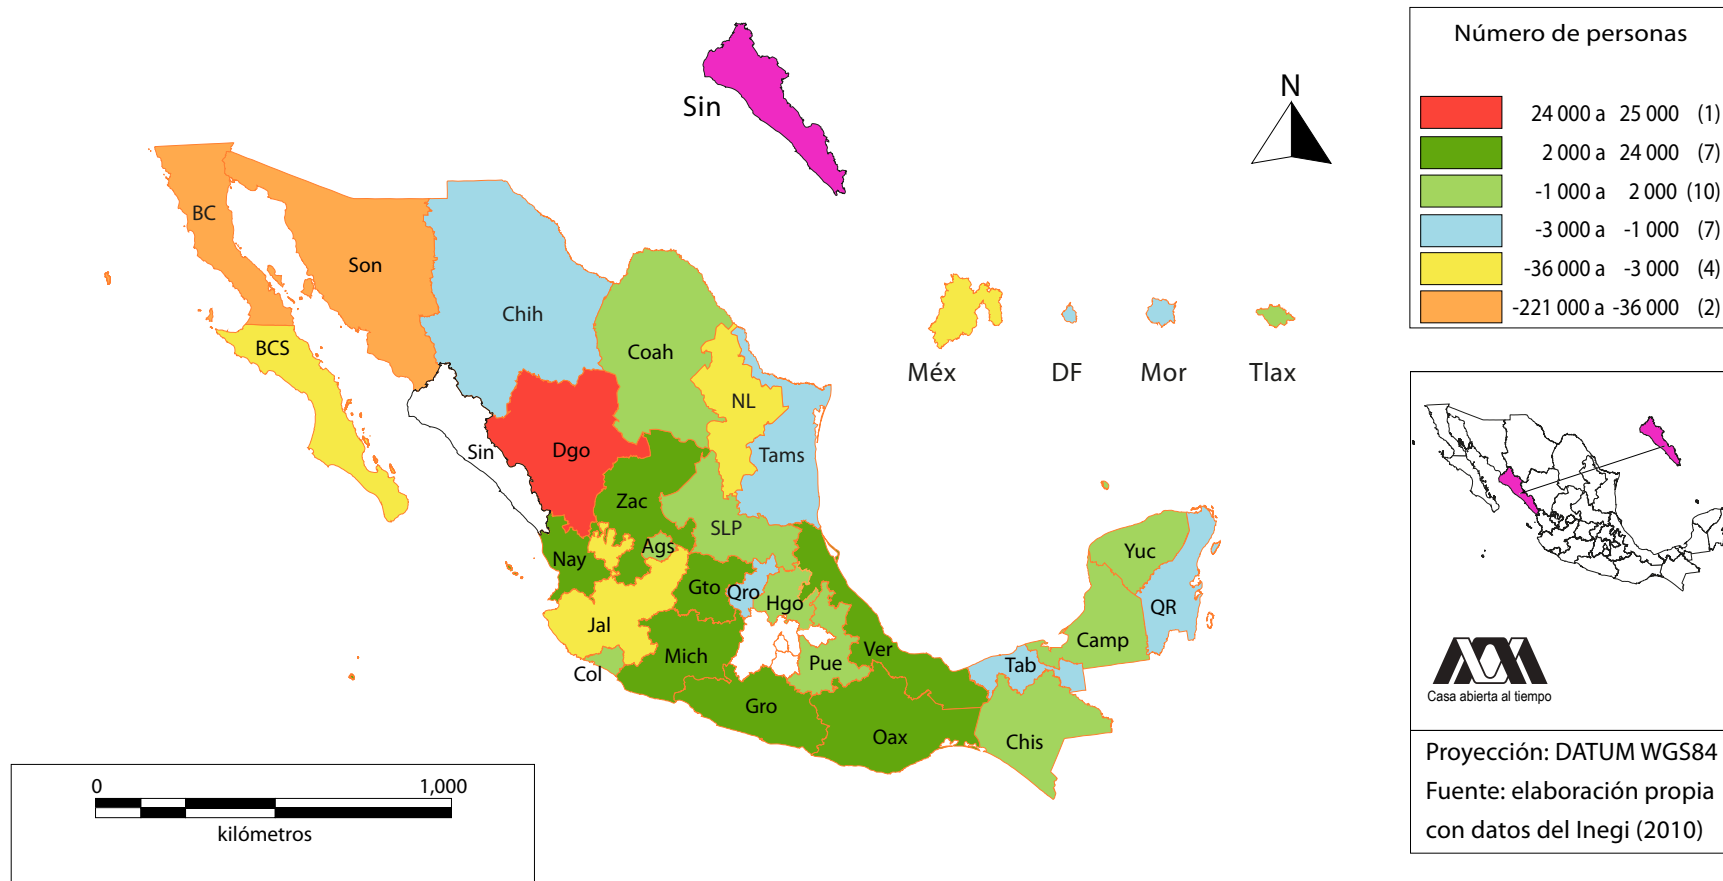 Sin
N
BC
Son
Chih
BCS
Coah
NL
Sin
Dgo
Tams
Zac
SLP
Nay
Ags
Gto
Qro
Hgo
Jal
Col
Mich
Pue
Ver
Gro
Oax
Tab
Chis
Camp
Yuc
QR
Méx
DF
Mor
Tlax
0
1,000
kilómetros
Número de personas
24 000 a 25 000 (1)
2 000 a 24 000 (7)
-1 000 a 2 000 (10)
-3 000 a -1 000 (7)
-36 000 a -3 000 (4)
-221 000 a -36 000 (2)
Casa abierta al tiempo
Proyección: DATUM WGS84
Fuente: elaboración propia
con datos del Inegi (2010)